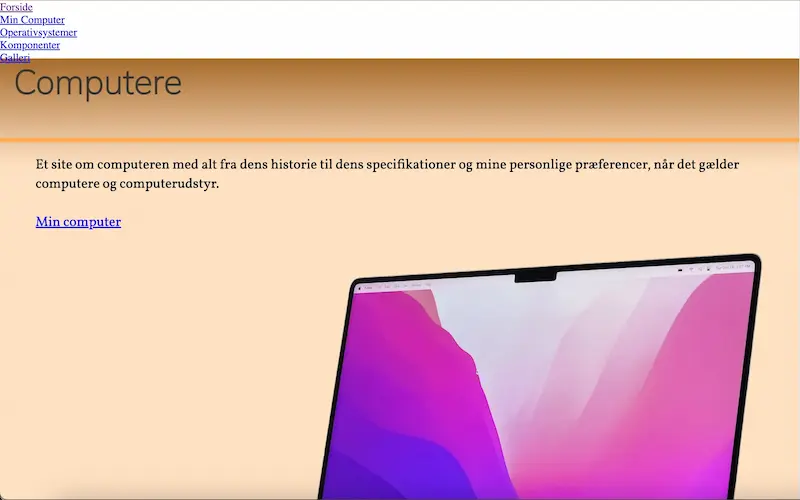 Forside
Min Computer
Operativsystemer
Komponenter
Galleri
Computere
Et site om computeren med alt fra dens historie til dens specifikationer og mine personlige præferencer, når det gælder
computere og computerudstyr.
Min computer